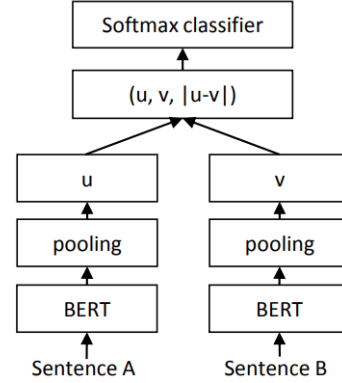 Softmax classifier
(u, v, |u-v|)
u v
pooling pooling
BERT BERT
Sentence A Sentence B